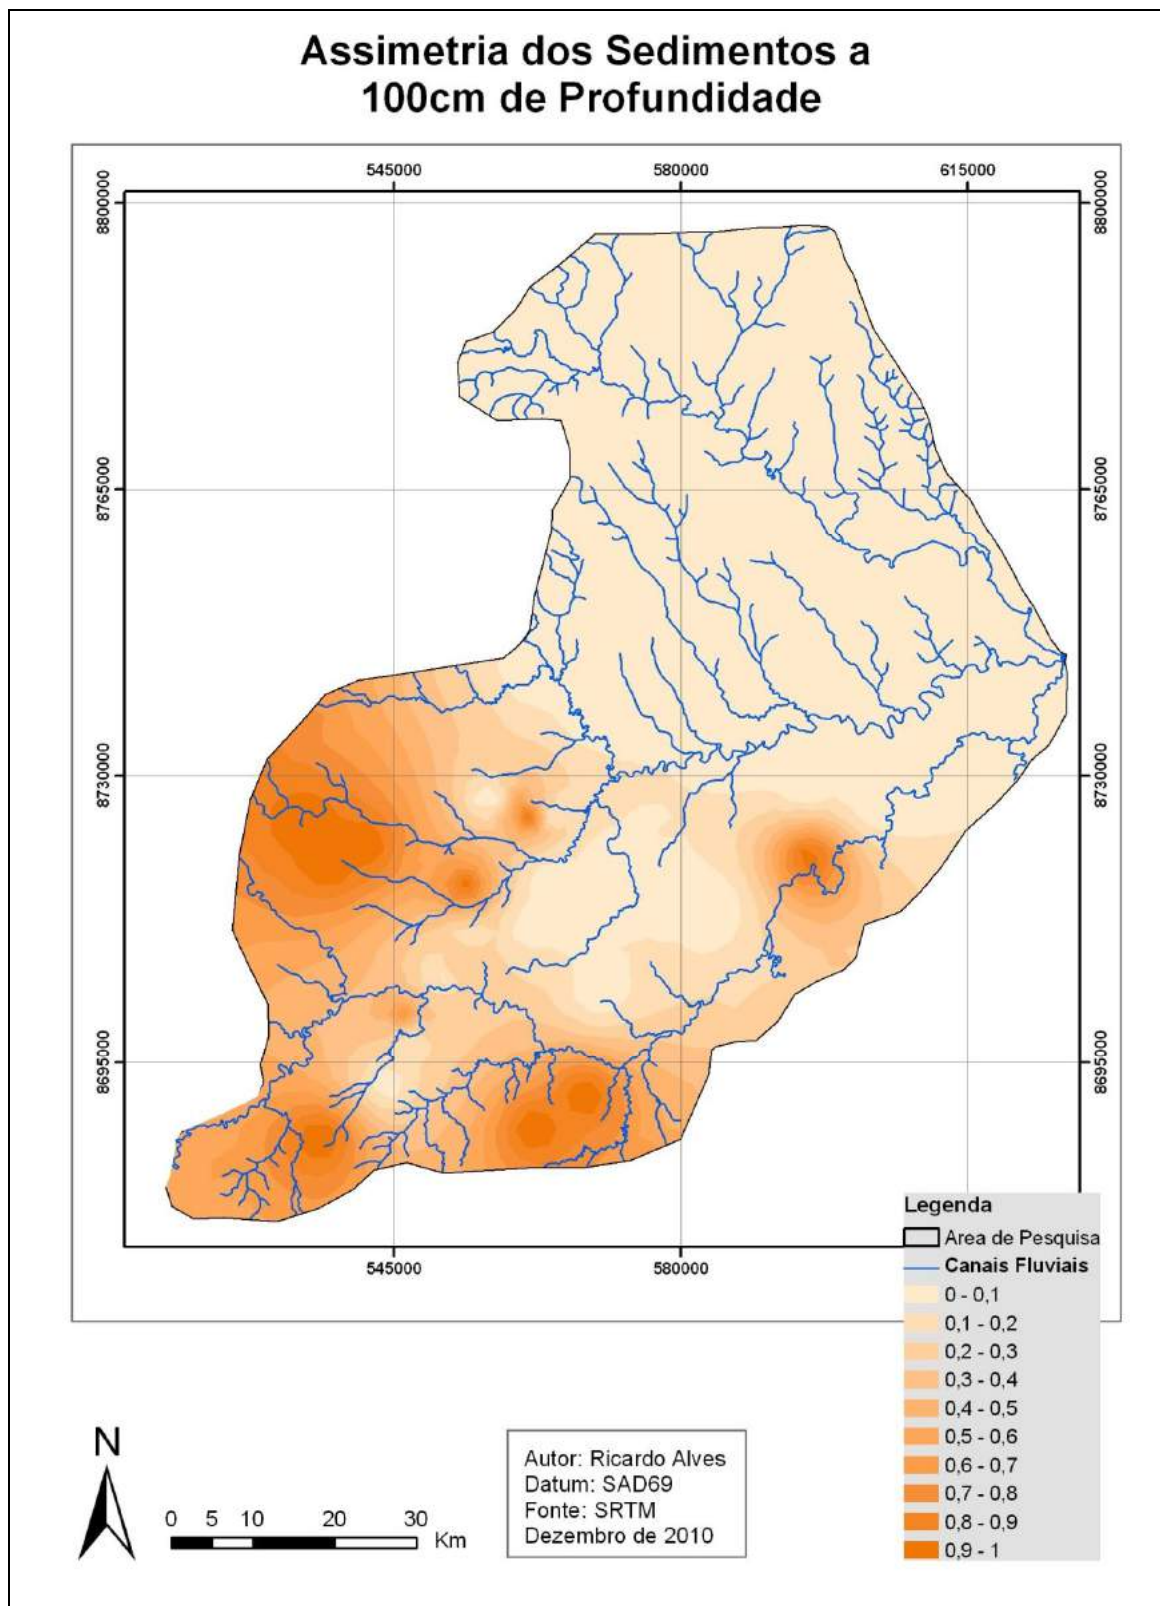 Assimetria dos Sedimentos a
100cm de Profundidade
545000
580000
615000
8800000
8800000
8765000
8765000
8730000
8730000
8695000
8695000
545000
580000
Legenda
Area de Pesquisa
Canais Fluviais
0 - 0,1
0,1 - 0,2
0,2 - 0,3
0,3 - 0,4
0,4 - 0,5
0,5 - 0,6
0,6 - 0,7
0,7 - 0,8
0,8 - 0,9
0,9 - 1
N
0 5 10 20 30
Km
Autor: Ricardo Alves
Datum: SAD69
Fonte: SRTM
Dezembro de 2010